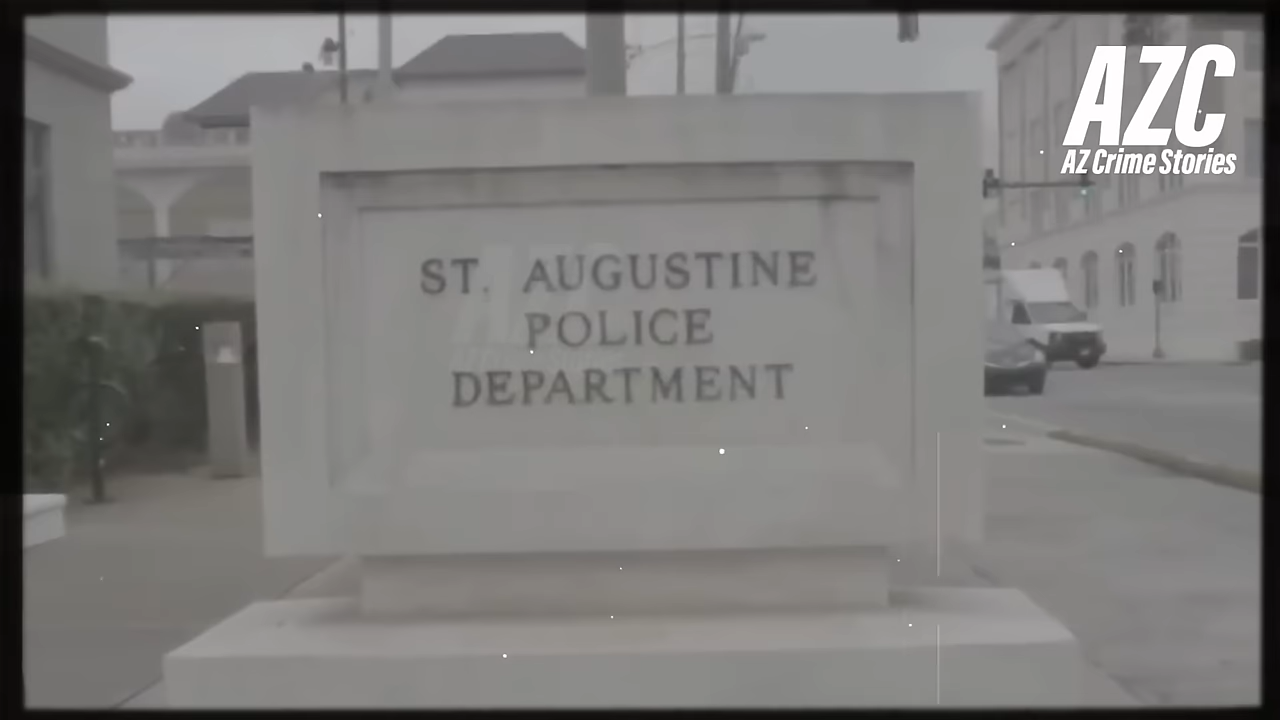 AZC
AZ Crime Stories
ST. AUGUSTINE
POLICE
DEPARTMENT